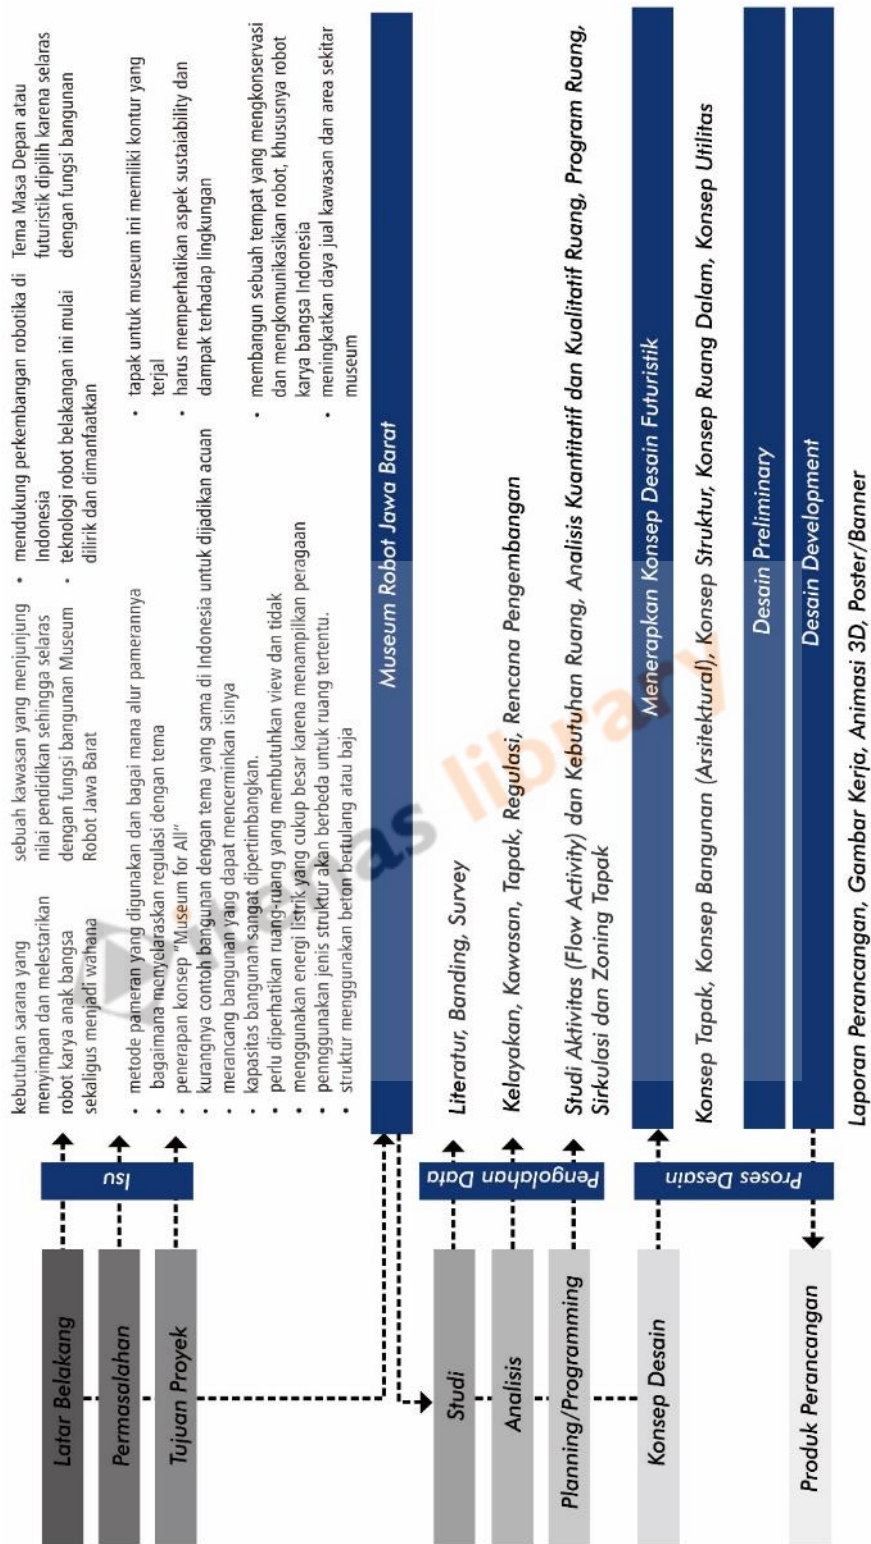 Latar Belakang
Permasalahan
Tujuan Proyek
Isu
kebutuhan sarana yang
menyimpan dan melestarikan
robot karya anak bangsa
sekaligus menjadi wahana
sebuah kawasan yang menjunjung
nilai pendidikan sehingga selaras
dengan fungsi bangunan Museum
Robot Jawa Barat
• mendukung perkembangan robotika di
Indonesia
• teknologi robot belakangan ini mulai
dilirik dan dimanfaatkan
Tema Masa Depan atau
futuristik dipilih karena selaras
dengan fungsi bangunan
• metode pameran yang digunakan dan bagai mana alur pamerannya
• bagaimana menyelaraskan regulasi dengan tema
• penerapan konsep "Museum for All"
• kurangnya contoh bangunan dengan tema yang sama di Indonesia untuk dijadikan acuan
• merancang bangunan yang dapat mencerminkan isinya
• kapasitas bangunan sangat dipertimbangkan.
• perlu diperhatikan ruang-ruang yang membutuhkan view dan tidak
• menggunakan energi listrik yang cukup besar karena menampilkan peragaan
• pennggunakan jenis struktur akan berbeda untuk ruang tertentu.
• struktur menggunakan beton bertulang atau baja
• tapak untuk museum ini memiliki kontur yang
terjal
• harus memperhatikan aspek sustaiability dan
dampak terhadap lingkungan
• membangun sebuah tempat yang mengkonservasi
dan mengkomunikasikan robot, khususnya robot
karya bangsa Indonesia
• meningkatkan daya jual kawasan dan area sekitar
museum
Museum Robot Jawa Barat
Studi
Analisis
Planning/Programming
Pengolahan Data
Literatur, Banding, Survey
Kelayakan, Kawasan, Tapak, Regulasi, Rencana Pengembangan
Studi Aktivitas (Flow Activity) dan Kebutuhan Ruang, Analisis Kuantitatif dan Kualitatif Ruang, Program Ruang,
Sirkulasi dan Zoning Tapak
Konsep Desain
Proses Desain
Menerapkan Konsep Desain Futuristik
Konsep Tapak, Konsep Bangunan (Arsitektural), Konsep Struktur, Konsep Ruang Dalam, Konsep Utilitas
Desain Preliminary
Desain Development
Produk Perancangan
Laporan Perancangan, Gambar Kerja, Animasi 3D, Poster/Banner
itenas library